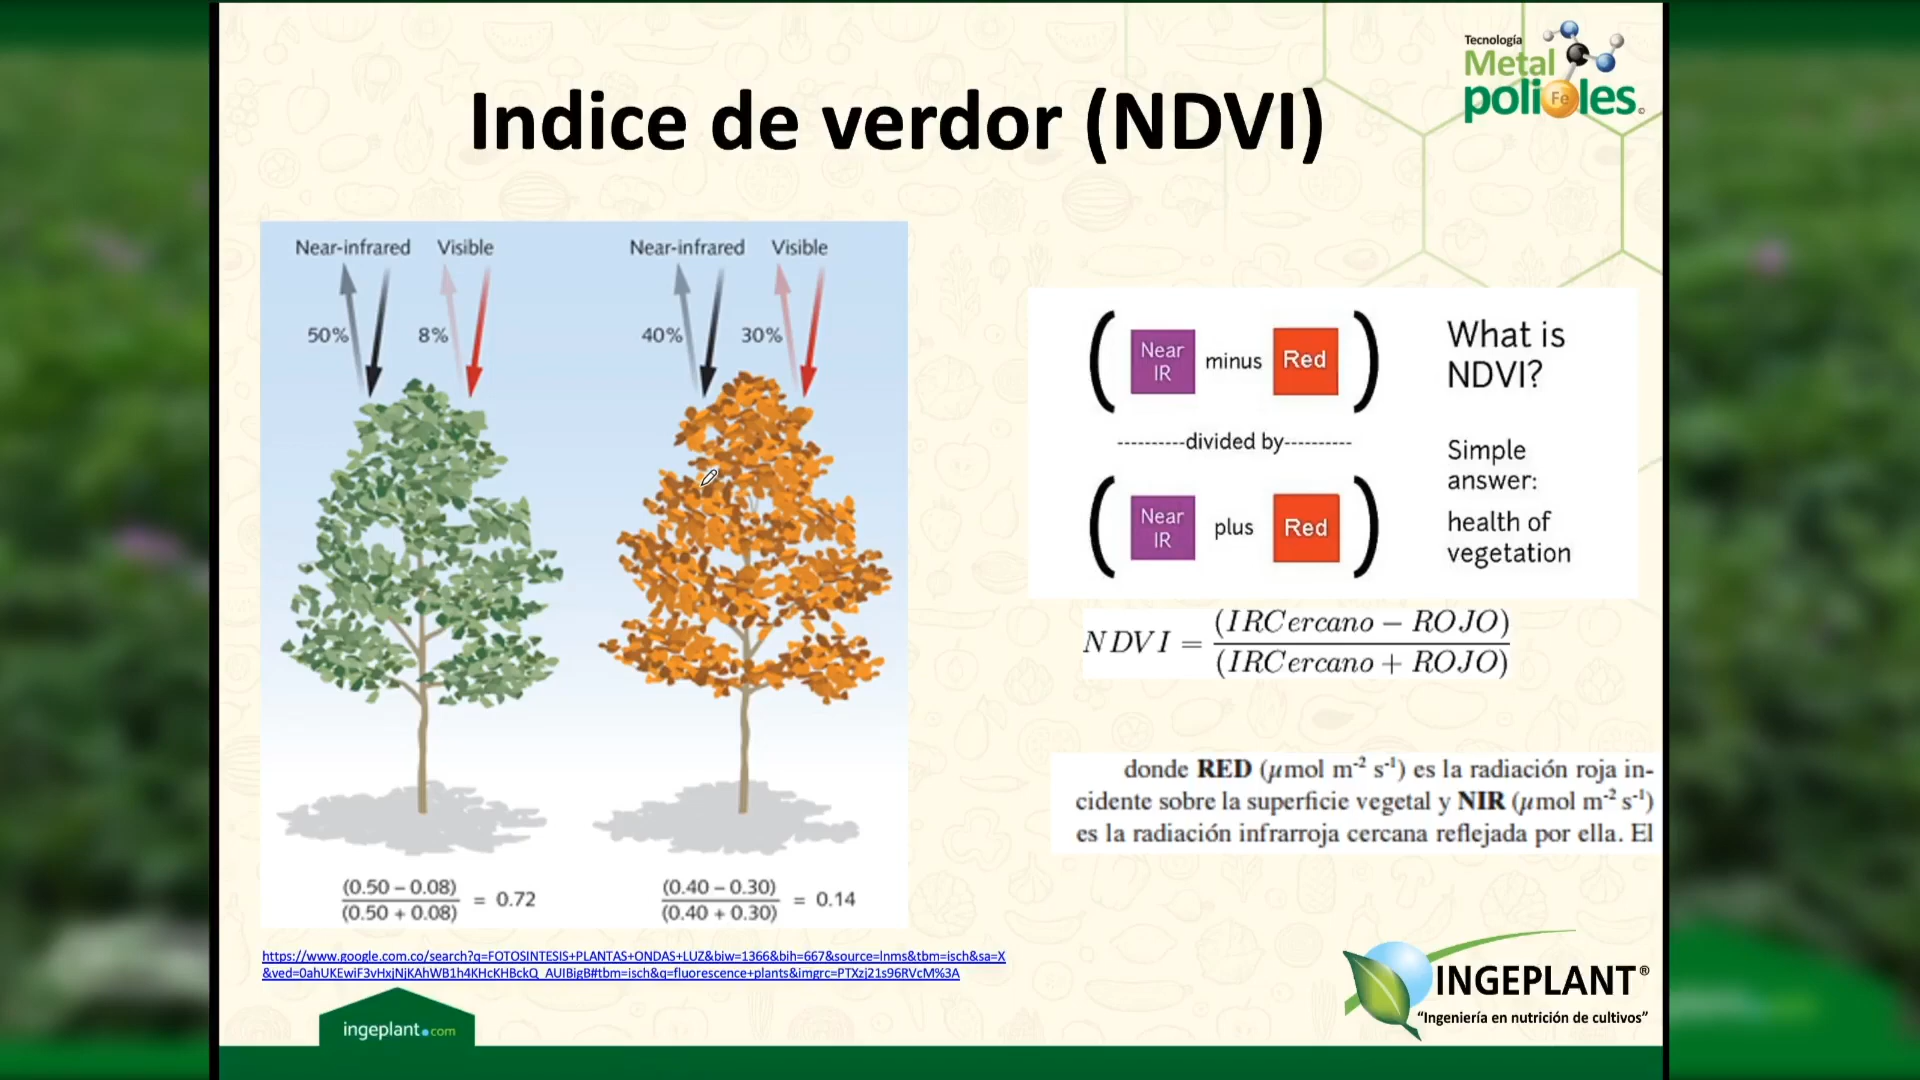 Tecnología
Metal
polioles
Fe
Indice de verdor (NDVI)
Near-infrared Visible
50% 8%
(0.50 – 0.08)
(0.50 + 0.08)
= 0.72
Near-infrared Visible
40% 30%
(0.40 – 0.30)
(0.40 + 0.30)
= 0.14
( Near IR minus Red )
----------divided by----------
( Near IR plus Red )
What is
NDVI?
Simple
answer:
health of
vegetation
NDVI =
(IRCercano − ROJO)
(IRCercano + ROJO)
donde RED (µmol m⁻² s⁻¹) es la radiación roja in-
cidente sobre la superficie vegetal y NIR (µmol m⁻² s⁻¹)
es la radiación infrarroja cercana reflejada por ella. El
https://www.google.com.co/search?q=FOTOSINTESIS+PLANTAS+ONDAS+LUZ&biw=1366&bih=667&source=lnms&tbm=isch&sa=X
&ved=0ahUKEwiF3vHxjNjKAhWB1h4KHcKHBckQ_AUIBigB#tbm=isch&q=fluorescence+plants&imgrc=PTXzj21s96RVcM%3A
ingeplant.com
INGEPLANT®
“Ingeniería en nutrición de cultivos”